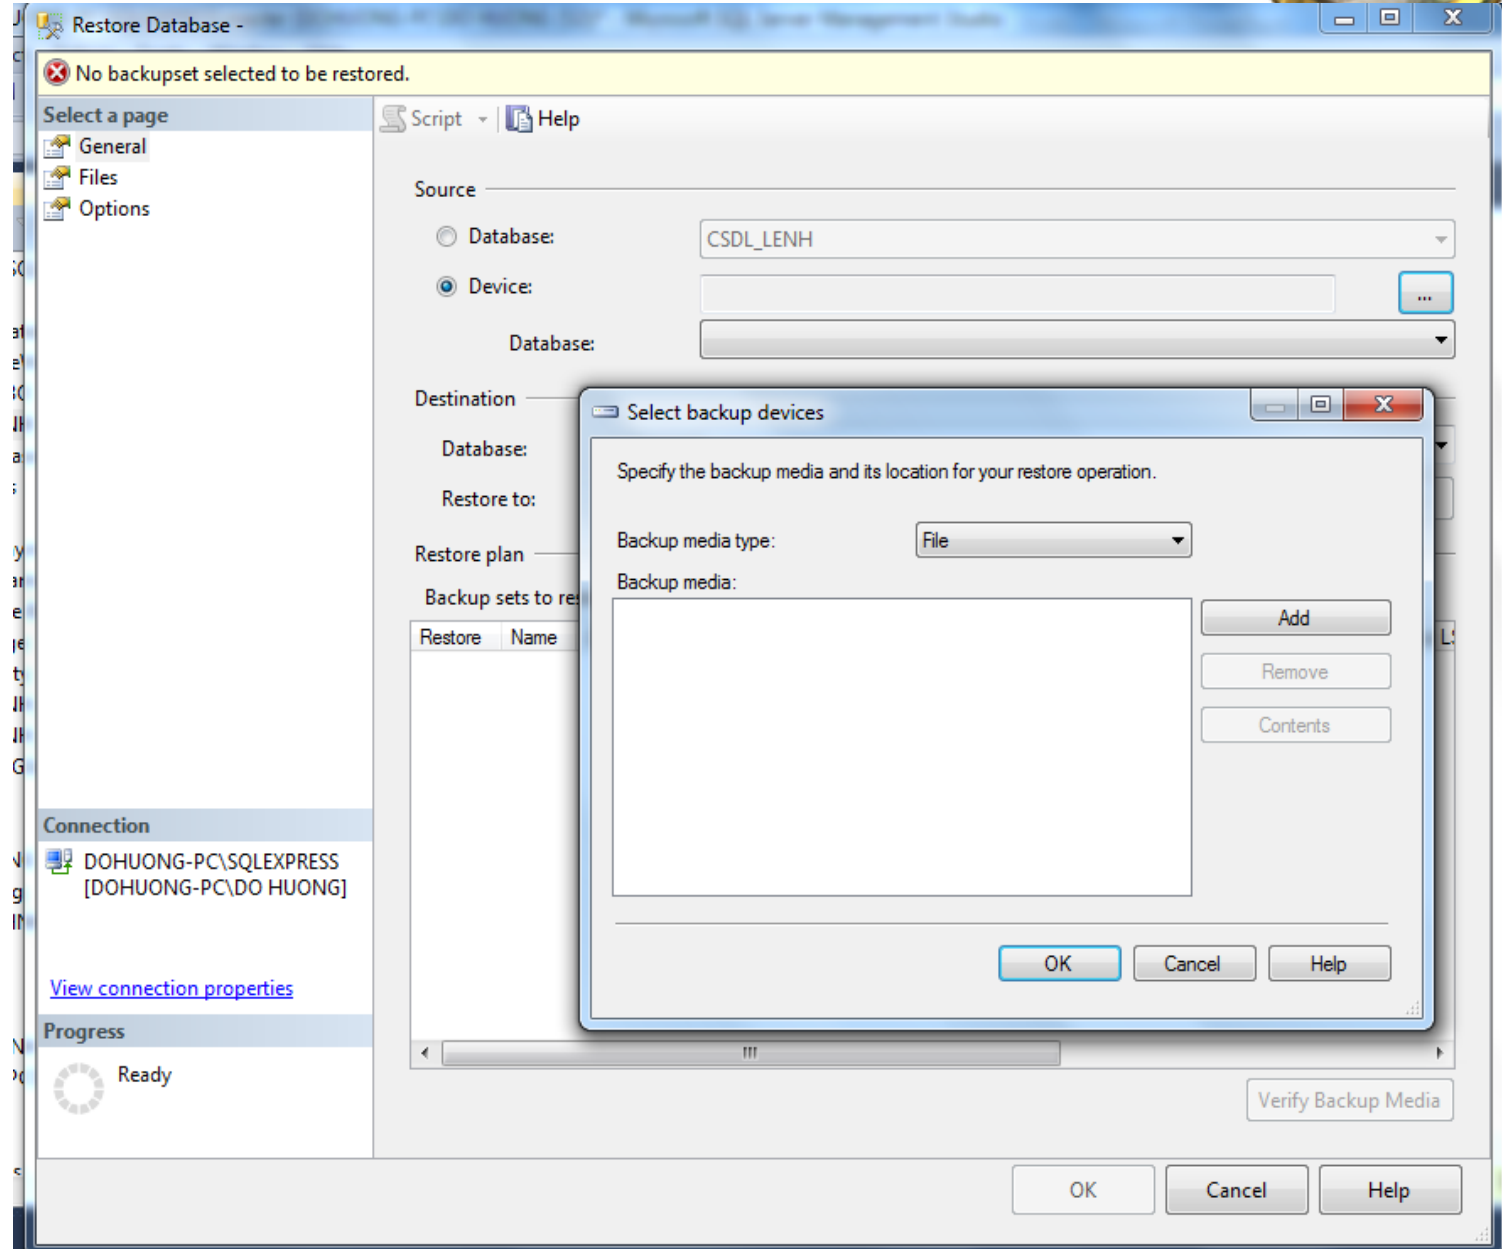 Restore Database -
No backupset selected to be restored.
Select a page
General
Files
Options
Script
Help
Source
Database:
CSDL_LENH
Device:
...
Database:
Destination
Database:
Restore to:
Restore plan
Backup sets to res
Restore Name
Select backup devices
Specify the backup media and its location for your restore operation.
Backup media type:
File
Backup media:
Add
Remove
Contents
OK Cancel Help
Connection
DOHUONG-PC\SQLEXPRESS
[DOHUONG-PC\DO HUONG]
View connection properties
Progress
Ready
Verify Backup Media
OK Cancel Help